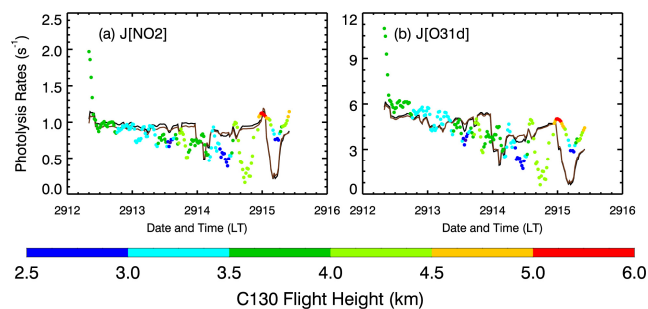 (a) J[NO2]
(b) J[O31d]
Photolysis Rates (s⁻¹)
2.5
2.0
1.5
1.0
0.5
0.0
12
9
6
3
0
2912 2913 2914 2915 2916
2912 2913 2914 2915 2916
Date and Time (LT)
Date and Time (LT)
2.5 3.0 3.5 4.0 4.5 5.0 6.0
C130 Flight Height (km)